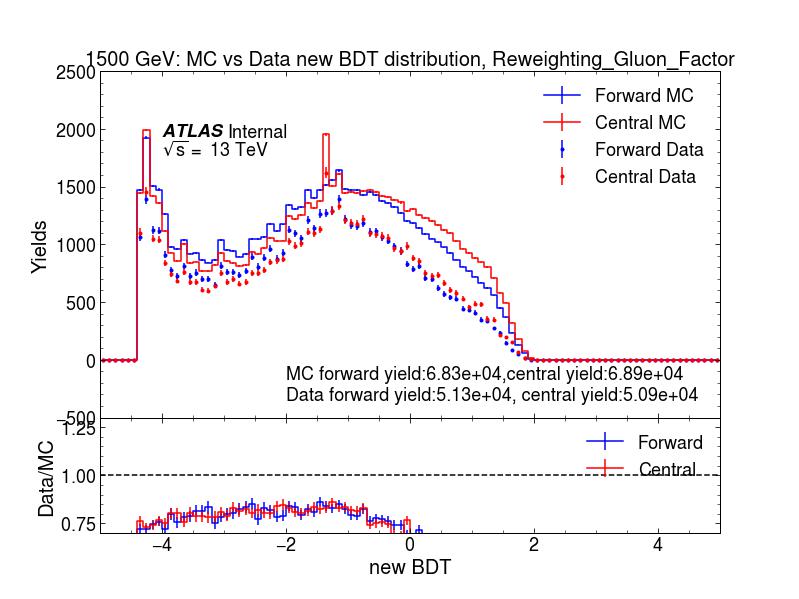 1500 GeV: MC vs Data new BDT distribution, Reweighting_Gluon_Factor
2500
2000
1500
1000
500
0
−500
Yields
ATLAS Internal
√s = 13 TeV
Forward MC
Central MC
Forward Data
Central Data
MC forward yield:6.83e+04,central yield:6.89e+04
Data forward yield:5.13e+04, central yield:5.09e+04
1.25
1.00
0.75
Data/MC
Forward
Central
−4 −2 0 2 4
new BDT